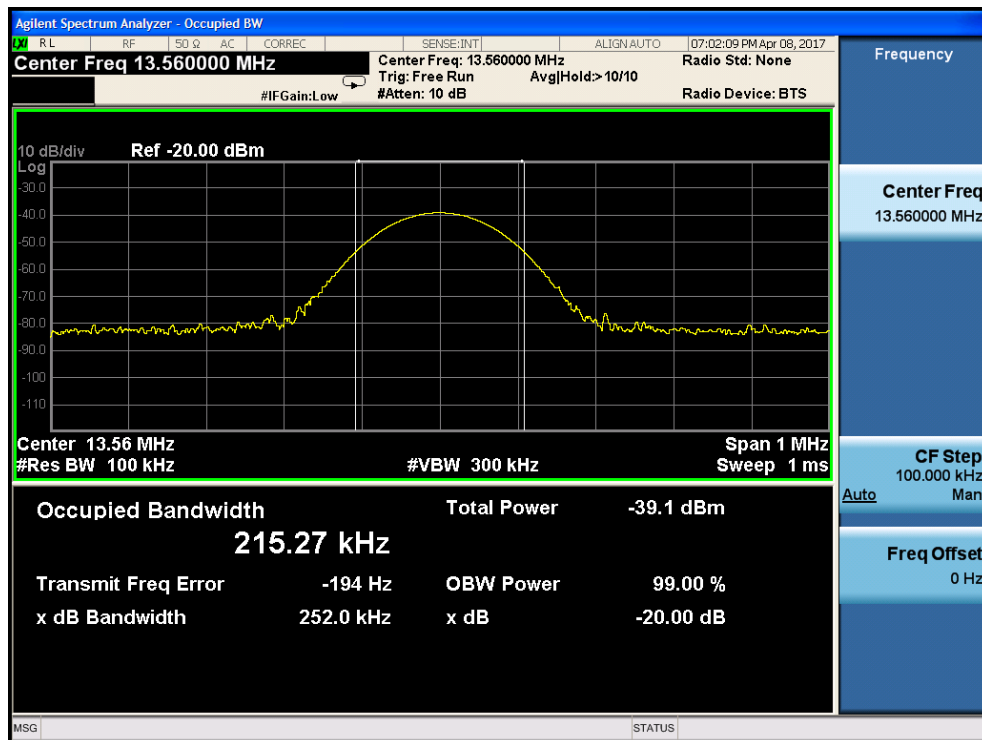 Agilent Spectrum Analyzer - Occupied BW
LXI RL RF 50 Ω AC CORREC SENSE:INT ALIGN AUTO 07:02:09 PM Apr 08, 2017
Center Freq 13.560000 MHz
Center Freq: 13.560000 MHz
Radio Std: None
Trig: Free Run
Avg|Hold:>10/10
#IFGain:Low
#Atten: 10 dB
Radio Device: BTS
10 dB/div
Ref -20.00 dBm
Log
-30.0
-40.0
-50.0
-60.0
-70.0
-80.0
-90.0
-100
-110
Center 13.56 MHz
Span 1 MHz
#Res BW 100 kHz
#VBW 300 kHz
Sweep 1 ms
Occupied Bandwidth
Total Power
-39.1 dBm
215.27 kHz
Transmit Freq Error
-194 Hz
OBW Power
99.00 %
x dB Bandwidth
252.0 kHz
x dB
-20.00 dB
MSG
STATUS
Frequency
Center Freq
13.560000 MHz
CF Step
100.000 kHz
Auto Man
Freq Offset
0 Hz